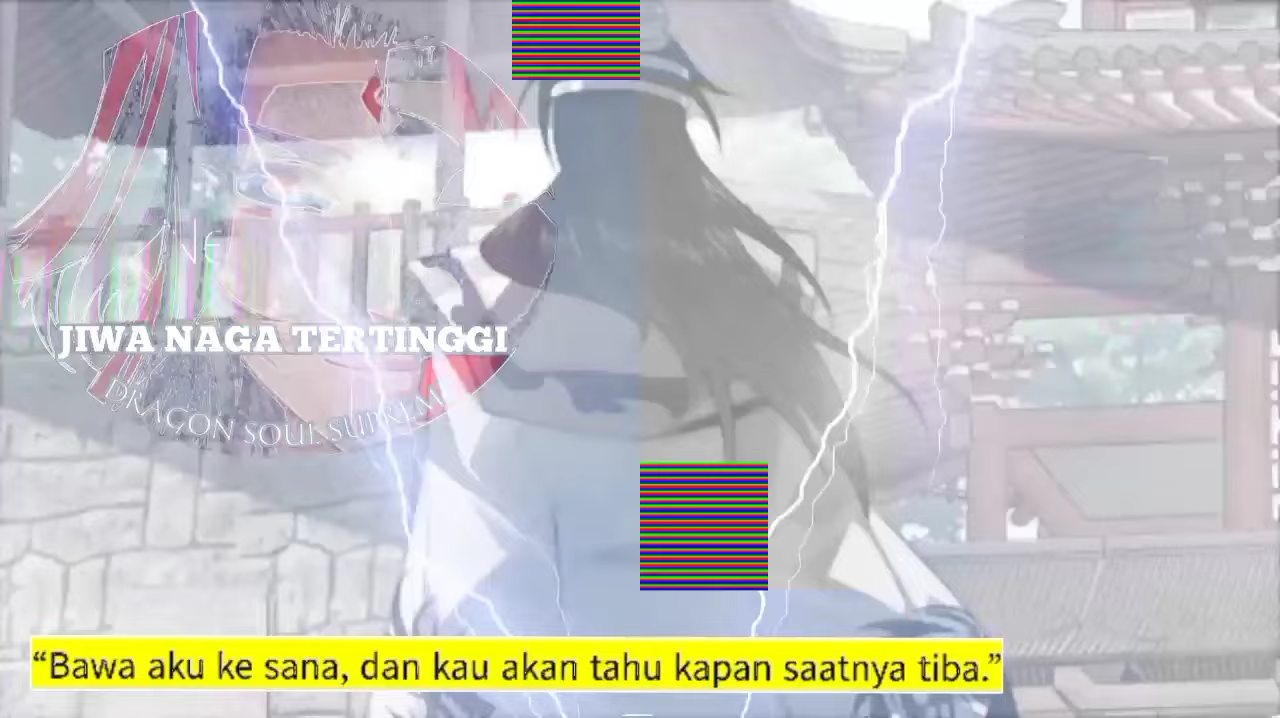 JIWA NAGA TERTINGGI
DRAGON SOUL SUPREM
“Bawa aku ke sana, dan kau akan tahu kapan saatnya tiba.”